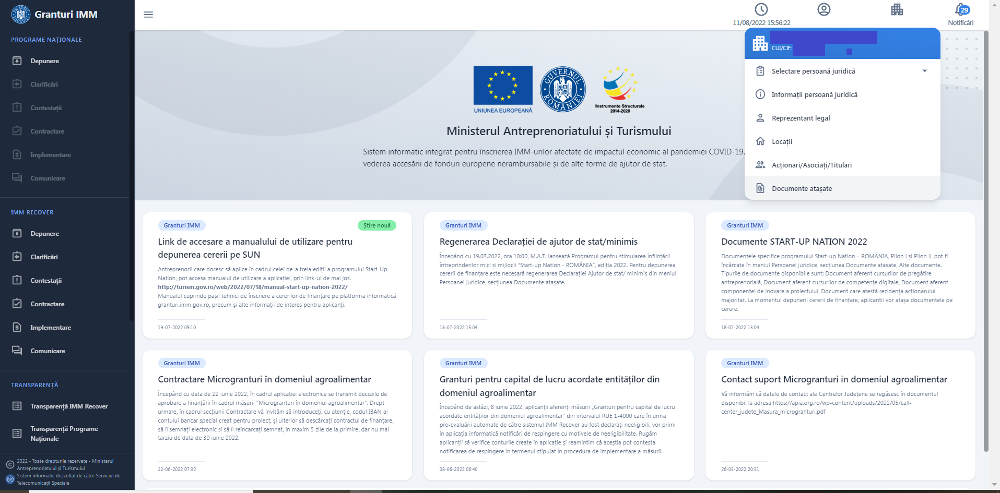 Granturi IMM
PROGRAME NAȚIONALE
Depunere
Clarificări
Contestații
Contractare
Implementare
Comunicare
IMM RECOVER
Depunere
Clarificări
Contestații
Contractare
Implementare
Comunicare
TRANSPARENȚĂ
Transparență IMM Recover
Transparență Programe
Naționale
2022 - Toate drepturile rezervate - Ministerul
Antreprenoriatului și Turismului
Sistem informatic dezvoltat de către Serviciul de
Telecomunicații Speciale
11/08/2022 15:56:22
29
Notificări
CUI/CIF:
Selectare persoană juridică
Informații persoană juridică
Reprezentant legal
Locații
Acționari/Asociați/Titulari
Documente atașate
UNIUNEA EUROPEANĂ
GUVERNUL ROMÂNIEI
Instrumente Structurale
2014-2020
Ministerul Antreprenoriatului și Turismului
Sistem informatic integrat pentru înscrierea IMM-urilor afectate de impactul economic al pandemiei COVID-19,
vederea accesării de fonduri europene nerambursabile și de alte forme de ajutor de stat.
Granturi IMM
Știre nouă
Link de accesare a manualului de utilizare pentru
depunerea cererii pe SUN
Antreprenorii care doresc să aplice în cadrul celei de-a treia ediții a programului Start-Up
Nation, pot accesa manualul de utilizare a aplicației, prin link-ul de mai jos.
http://turism.gov.ro/web/2022/07/18/manual-start-up-nation-2022/
Manualul cuprinde pașii tehnici de înscriere a cererilor de finanțare pe platforma informatică
granturi.imm.gov.ro, precum și alte informații de interes pentru aplicanți.
19-07-2022 09:10
Granturi IMM
Regenerarea Declarației de ajutor de stat/minimis
Începând cu 19.07.2022, ora 10:00, M.A.T. lansează Programul pentru stimularea înființării
întreprinderilor mici și mijlocii "Start-up Nation - ROMÂNIA", ediția 2022. Pentru depunerea
cererii de finanțare este necesară regenerarea Declarației Ajutor de stat/ minimis din meniul
Persoanei juridice, secțiunea Documente atașate.
18-07-2022 15:04
Granturi IMM
Documente START-UP NATION 2022
Documentele specifice programului Start-up Nation – ROMÂNIA, Pilon I și Pilon II, pot fi
încărcate în meniul Persoanei juridice, secțiunea Documente atașate, Alte documente.
Tipurile de documente disponibile sunt: Document aferent cursurilor de pregătire
antreprenorială, Document aferent cursurilor de competențe digitale, Document aferent
componentei de inovare a proiectului, Document care atestă rezidența acționarului
majoritar. La momentul depunerii cererii de finanțare, aplicanții vor atașa documentele pe
cerere.
18-07-2022 15:04
Granturi IMM
Contractare Microgranturi în domeniul agroalimentar
Începând cu data de 22 iunie 2022, în cadrul aplicației electronice se transmit deciziile de
aprobare a finanțării în cadrul măsurii "Microgranturi în domeniul agroalimentar". Drept
urmare, în cadrul secțiunii Contractare vă invităm să introduceți, cu atenție, codul IBAN al
contului bancar special creat pentru proiect, și ulterior să descărcați contractul de finanțare,
să îl semnați electronic si să îl reîncarcați semnat, in maxim 5 zile de la primire, dar nu mai
tarziu de data de 30 iunie 2022.
22-06-2022 07:32
Granturi IMM
Granturi pentru capital de lucru acordate entităților din
domeniul agroalimentar
Începând de astăzi, 8 iunie 2022, aplicanții aferenți măsurii „Granturi pentru capital de lucru
acordate entităților din domeniul agroalimentar” din intervalul RUE 1-4000 care în urma
pre-evaluării automate de către sistemul IMM Recover au fost declarați neeligibili, vor primi
în aplicația informatică notificări de respingere cu motivele de neeligibilitate. Rugăm
aplicanții să verifice conturile create în aplicație și reamintim că aceștia pot contesta
notificarea de respingere în termenul stipulat în procedura de implementare a măsurii.
08-06-2022 06:40
Granturi IMM
Contact suport Microgranturi in domeniul agroalimentar
Vă informăm că datele de contact ale Centrelor Județene se regăsesc în documentul
disponibil la adresa https://apia.org.ro/wp-content/uploads/2022/05/call-
center_judete_Masura_microgranturi.pdf
26-05-2022 20:31